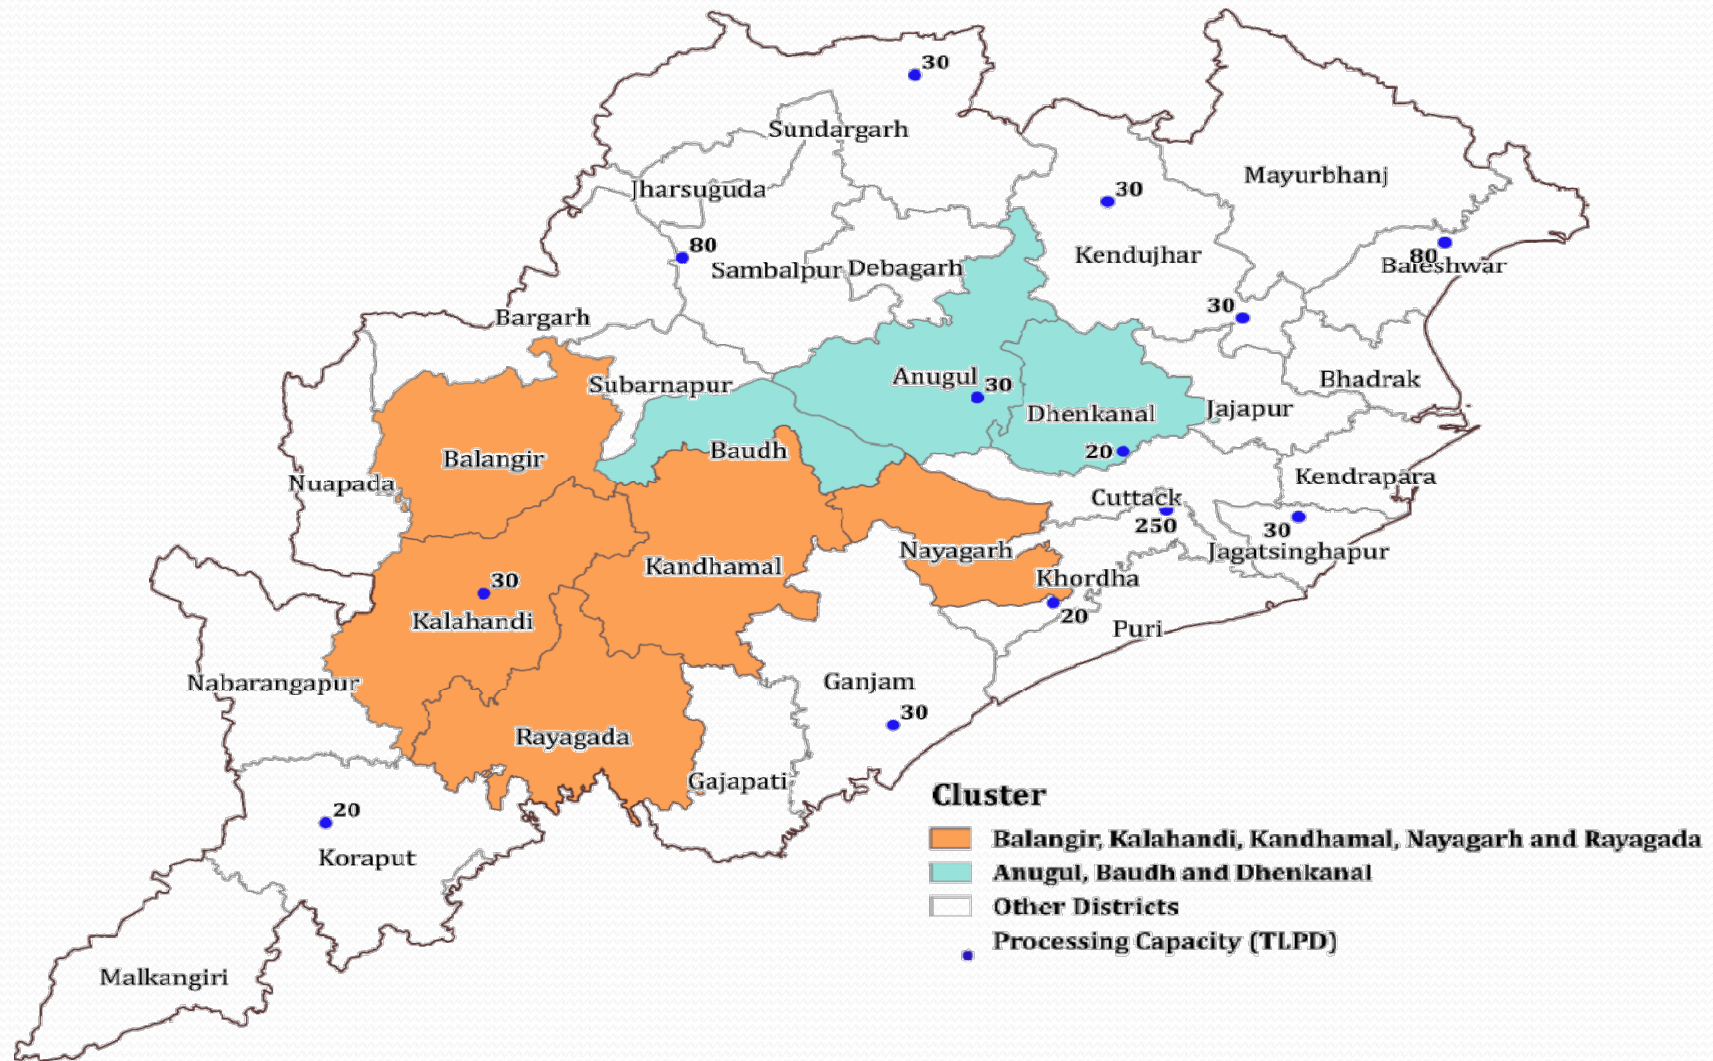 30
Sundargarh
Mayurbhanj
Jharsuguda
30
80
Sambalpur
Debagarh
Kendujhar
80
Baleshwar
Bargarh
30
Subarnapur
Anugul
30
Bhadrak
Dhenkanal
Jajapur
Balangir
Baudh
20
Nuapada
Kendrapara
Cuttack
250
30
Nayagarh
Jagatsinghapur
Kandhamal
Khordha
30
Kalahandi
20
Puri
Nabarangapur
Ganjam
30
Rayagada
Gajapati
20
Koraput
Malkangiri
Cluster
Balangir, Kalahandi, Kandhamal, Nayagarh and Rayagada
Anugul, Baudh and Dhenkanal
Other Districts
Processing Capacity (TLPD)